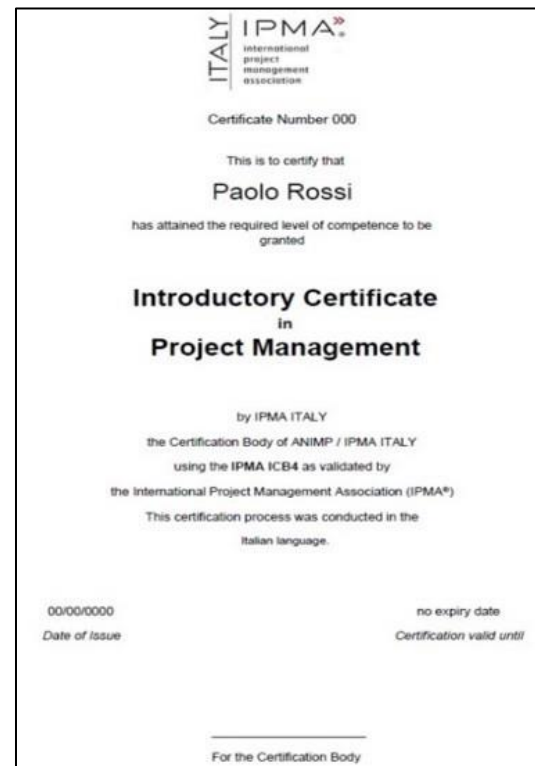 ITALY
IPMA®
international
project
management
association
Certificate Number 000
This is to certify that
Paolo Rossi
has attained the required level of competence to be
granted
Introductory Certificate
in
Project Management
by IPMA ITALY
the Certification Body of ANIMP / IPMA ITALY
using the IPMA ICB4 as validated by
the International Project Management Association (IPMA®)
This certification process was conducted in the
Italian language.
00/00/0000
no expiry date
Date of Issue
Certification valid until
For the Certification Body